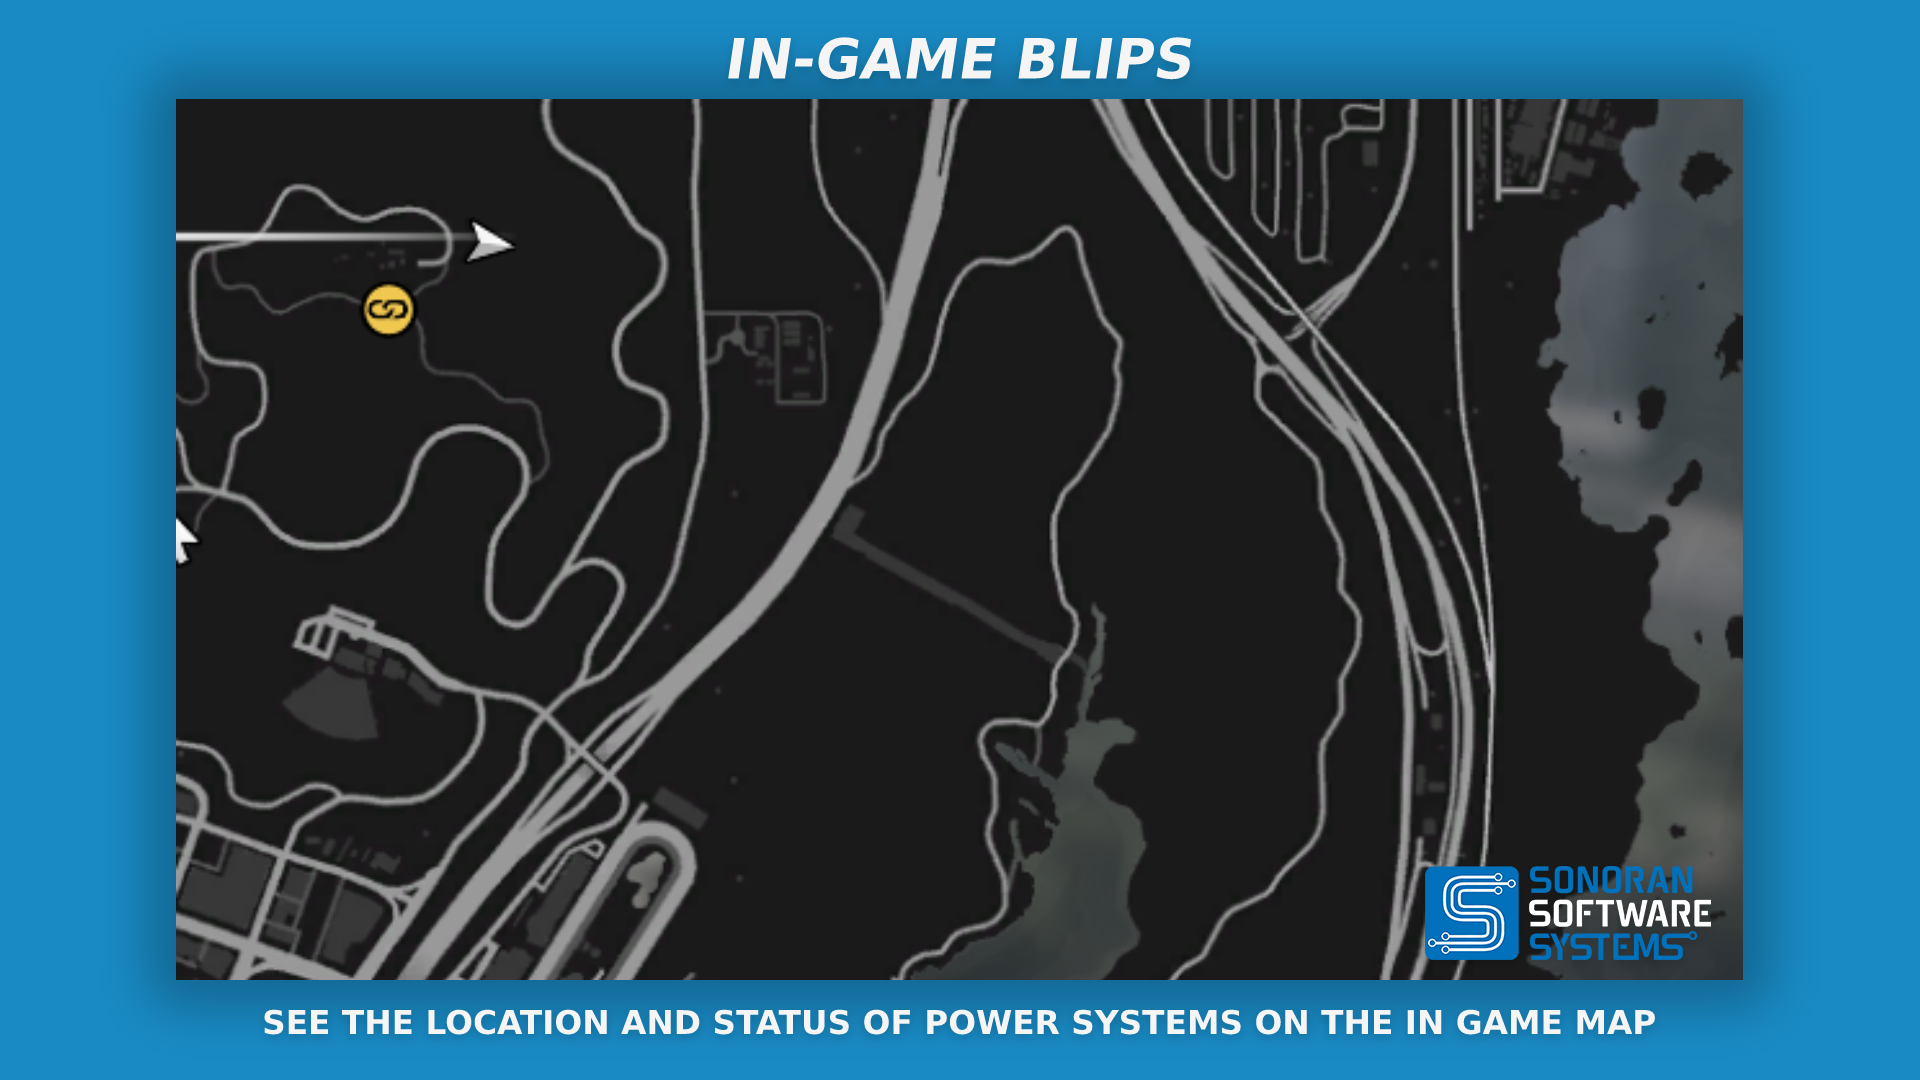 IN-GAME BLIPS
SONORAN
SOFTWARE
SYSTEMS
SEE THE LOCATION AND STATUS OF POWER SYSTEMS ON THE IN GAME MAP